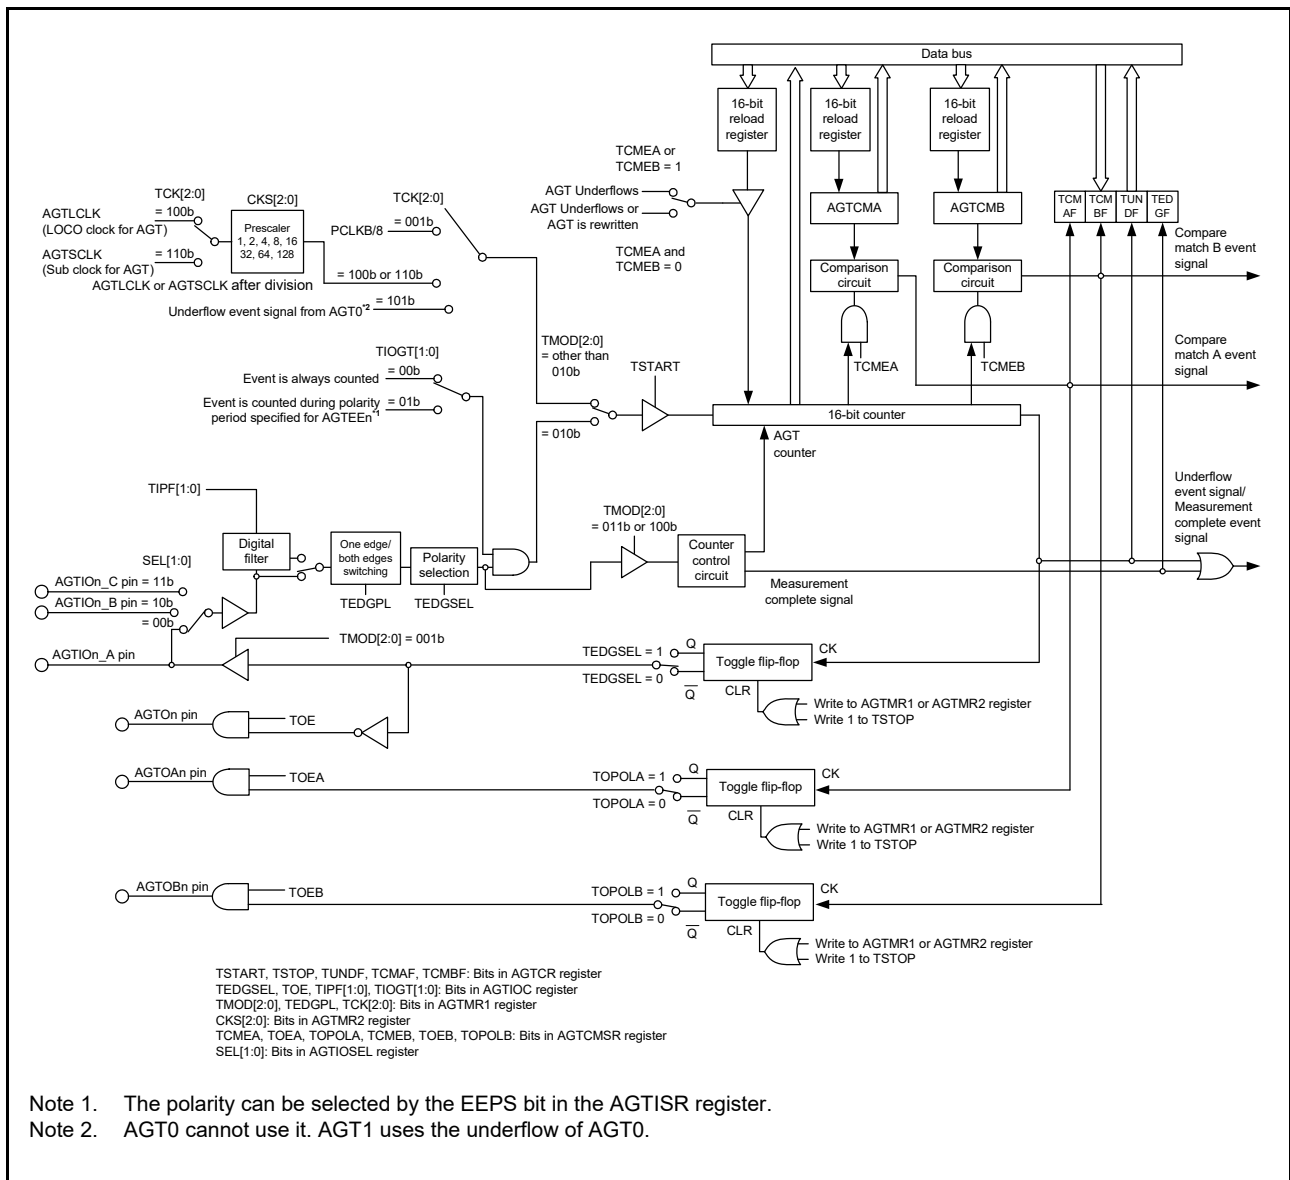 Data bus
16-bit
reload
register
16-bit
reload
register
16-bit
reload
register
TCMEA or
TCMEB = 1
AGT Underflows
AGT Underflows or
AGT is rewritten
TCMEA and
TCMEB = 0
TCK[2:0]
AGTLCLK
(LOCO clock for AGT)
= 100b
AGTSCLK
(Sub clock for AGT)
= 110b
CKS[2:0]
Prescaler
1, 2, 4, 8, 16
32, 64, 128
TCK[2:0]
PCLKB/8
= 001b
= 100b or 110b
AGTLCLK or AGTSCLK after division
Underflow event signal from AGT0*2
= 101b
AGTCMA
AGTCMB
TCM
AF
TCM
BF
TUN
DF
TED
GF
Compare
match B event
signal
Comparison
circuit
Comparison
circuit
TCMEA
TCMEB
Compare
match A event
signal
TIOGT[1:0]
Event is always counted
= 00b
Event is counted during polarity
period specified for AGTEEn*1
= 01b
TMOD[2:0]
= other than
010b
= 010b
TSTART
16-bit counter
AGT
counter
TIPF[1:0]
SEL[1:0]
Digital
filter
One edge/
both edges
switching
TEDGPL
Polarity
selection
TEDGSEL
TMOD[2:0]
= 011b or 100b
Counter
control
circuit
Measurement
complete signal
Underflow
event signal/
Measurement
complete event
signal
AGTIOn_C pin = 11b
AGTIOn_B pin = 10b
= 00b
AGTIOn_A pin
TMOD[2:0] = 001b
TEDGSEL = 1
TEDGSEL = 0
Q
Q
Toggle flip-flop
CK
CLR
Write to AGTMR1 or AGTMR2 register
Write 1 to TSTOP
AGTOn pin
TOE
AGTOAn pin
TOEA
TOPOLA = 1
TOPOLA = 0
Q
Q
Toggle flip-flop
CK
CLR
Write to AGTMR1 or AGTMR2 register
Write 1 to TSTOP
AGTOBn pin
TOEB
TOPOLB = 1
TOPOLB = 0
Q
Q
Toggle flip-flop
CK
CLR
Write to AGTMR1 or AGTMR2 register
Write 1 to TSTOP
TSTART, TSTOP, TUNDF, TCMAF, TCMBF: Bits in AGTCR register
TEDGSEL, TOE, TIPF[1:0], TIOGT[1:0]: Bits in AGTIOC register
TMOD[2:0], TEDGPL, TCK[2:0]: Bits in AGTMR1 register
CKS[2:0]: Bits in AGTMR2 register
TCMEA, TOEA, TOPOLA, TCMEB, TOEB, TOPOLB: Bits in AGTCMSR register
SEL[1:0]: Bits in AGTIOSEL register
Note 1. The polarity can be selected by the EEPS bit in the AGTISR register.
Note 2. AGT0 cannot use it. AGT1 uses the underflow of AGT0.